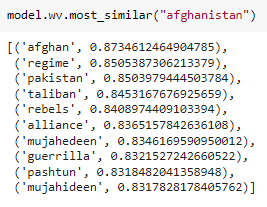 model.wv.most_similar("afghanistan")
[('afghan', 0.8734612464904785),
('regime', 0.8505387306213379),
('pakistan', 0.8503979444503784),
('taliban', 0.8453167676925659),
('rebels', 0.8408974409103394),
('alliance', 0.8365157842636108),
('mujahedeen', 0.8346169590950012),
('guerrilla', 0.8321527242660522),
('pashtun', 0.8318482041358948),
('mujahideen', 0.8317828178405762)]